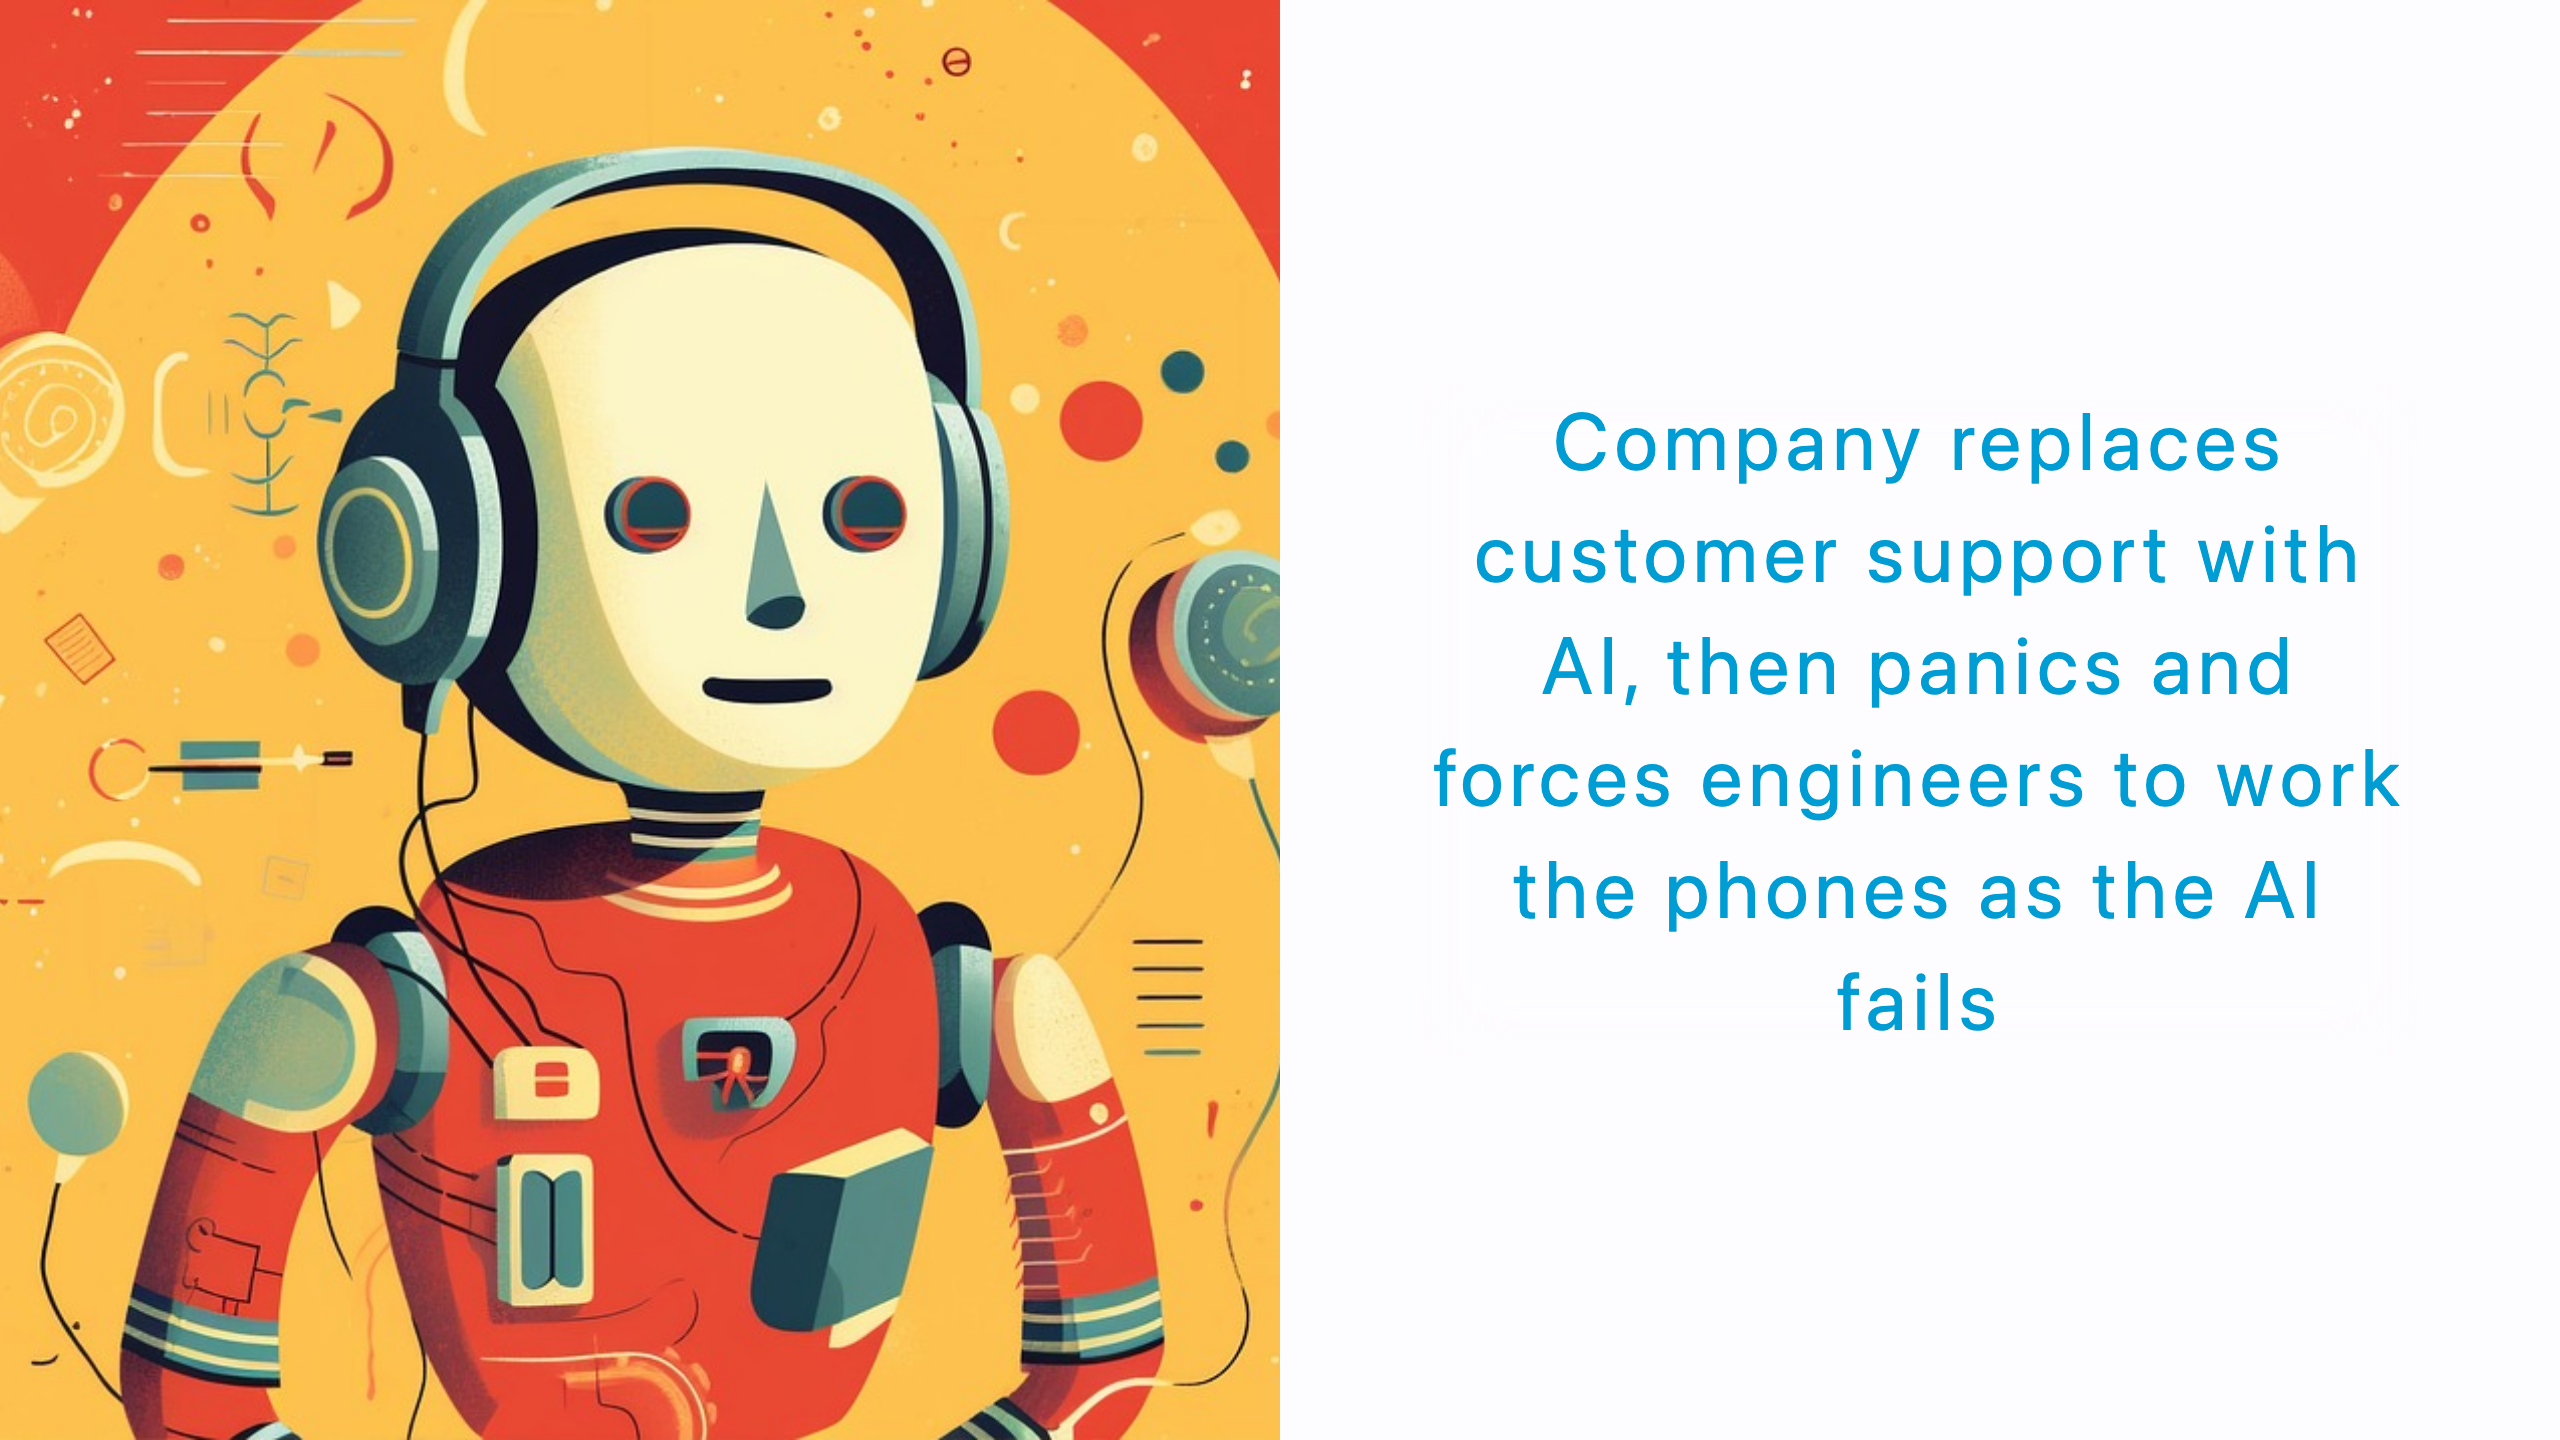 Company replaces
customer support with
AI, then panics and
forces engineers to work
the phones as the AI
fails